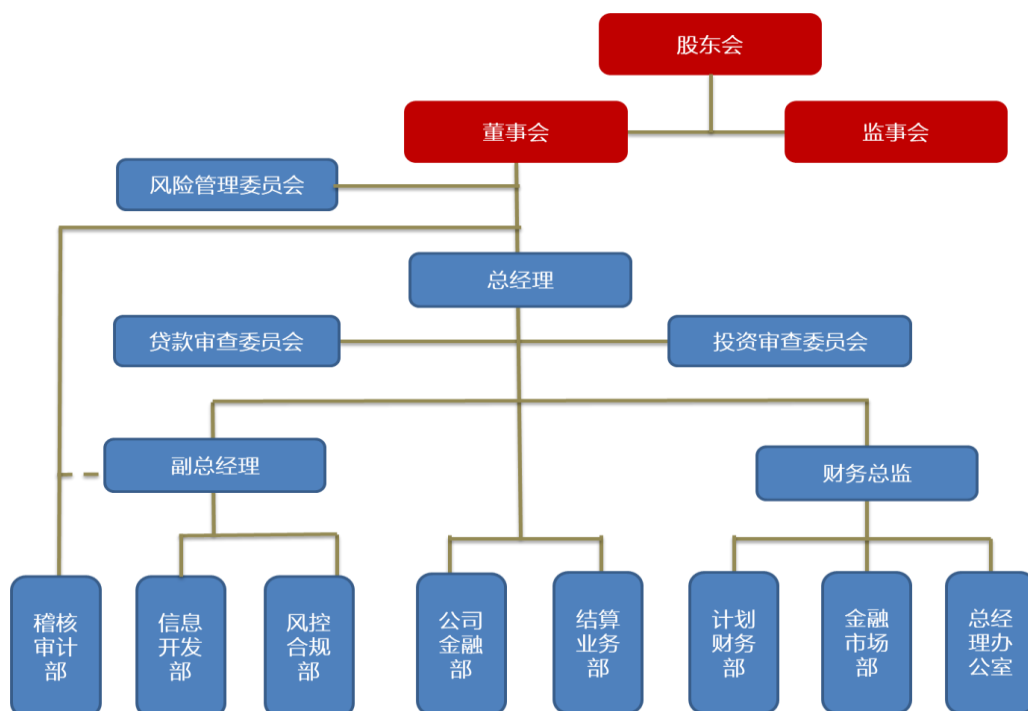 股东会
董事会
监事会
风险管理委员会
总经理
贷款审查委员会
投资审查委员会
副总经理
财务总监
稽核
审计
部
信息
开发
部
风控
合规
部
公司
金融
部
结算
业务
部
计划
财务
部
金融
市场
部
总经
理办
公室